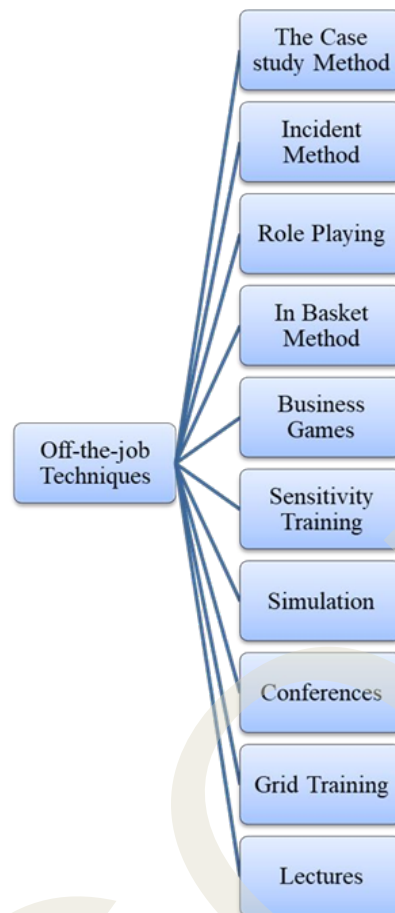 The Case
study Method
Incident
Method
Role Playing
In Basket
Method
Business
Games
Off-the-job
Techniques
Sensitivity
Training
Simulation
Conferences
Grid Training
Lectures